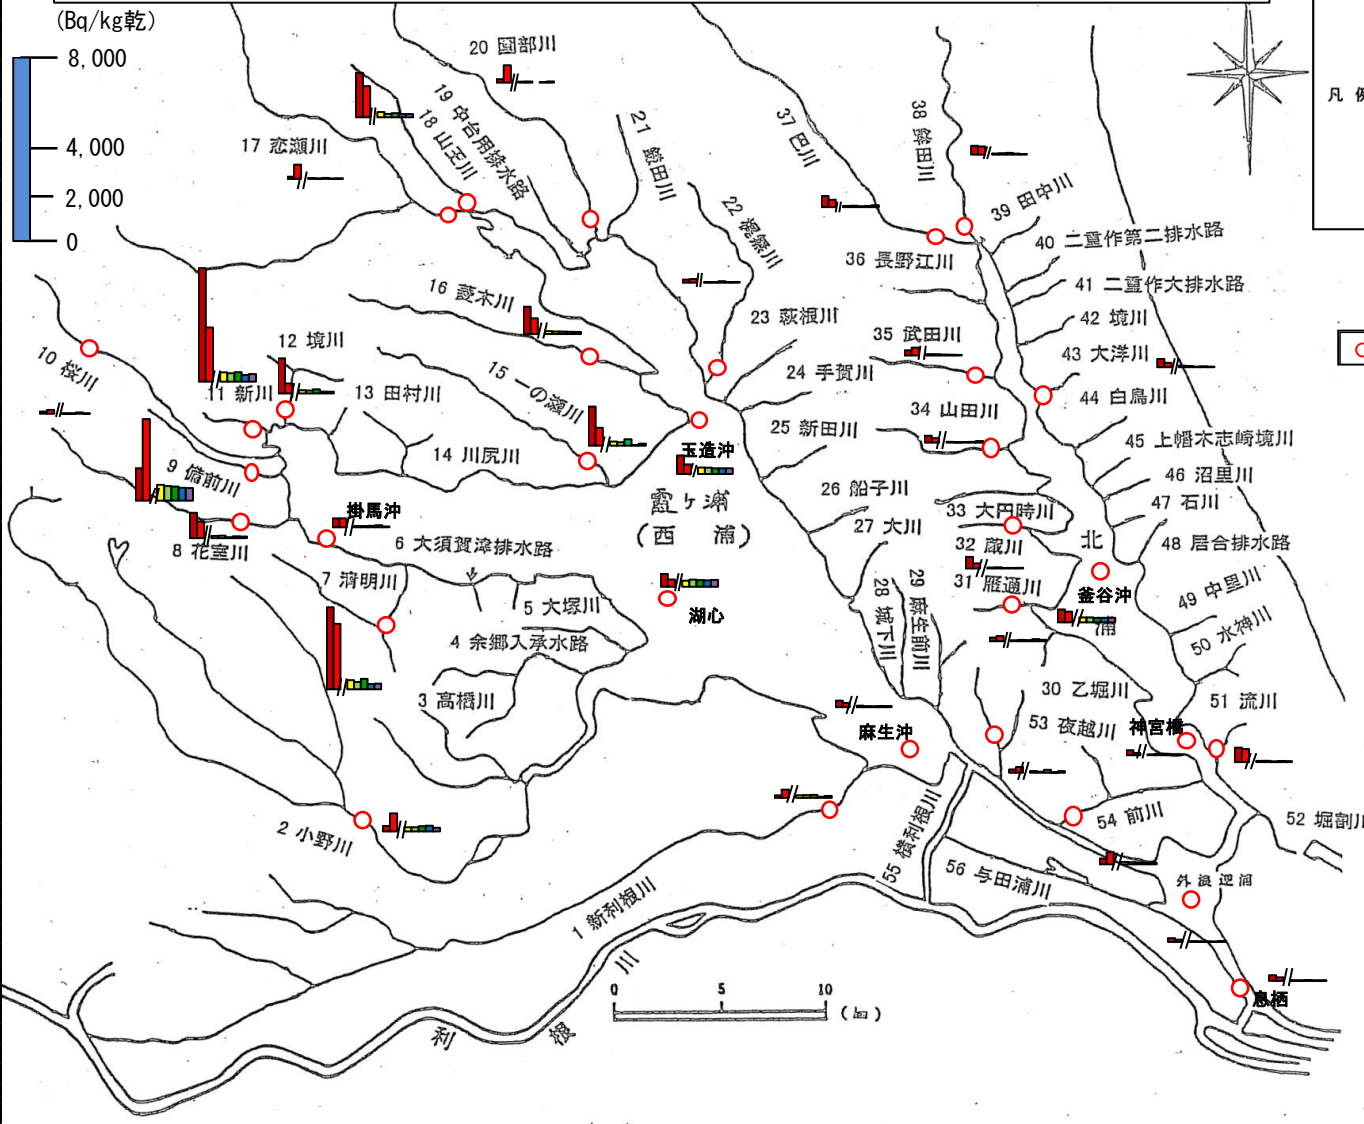 (Bq/kg乾)
8,000
4,000
2,000
0
凡 例
20 園部川
19 中台用排水路
18 山王川
17 恋瀬川
21 鎧田川
22 梶無川
37 巴川
38 鉾田川
39 田中川
40 二重作第二排水路
36 長野江川
41 二重作大排水路
16 菱木川
23 萩根川
42 境川
35 武田川
12 境川
43 大洋川
10 桜川
15 一の瀬川
24 手賀川
11 新川
13 田村川
44 白鳥川
34 山田川
25 新田川
45 上幡木志崎境川
玉造沖
14 川尻川
46 沼里川
9 備前川
26 船子川
47 石川
霞ヶ浦
(西 浦)
掛馬沖
33 大円時川
27 大川
北
48 居合排水路
6 大須賀津排水路
32 蔵川
8 花室川
7 清明川
31 雁通川
釜谷沖
49 中里川
5 大塚川
湖心
28 城下川
29 麻生前川
浦
50 水神川
4 余郷入承水路
30 乙堀川
3 高橋川
51 流川
53 夜越川
神宮橋
麻生沖
2 小野川
54 前川
52 堀割川
55 横利根川
56 与田浦川
外浪逆浦
1 新利根川
川
0 5 10
息栖
利 根